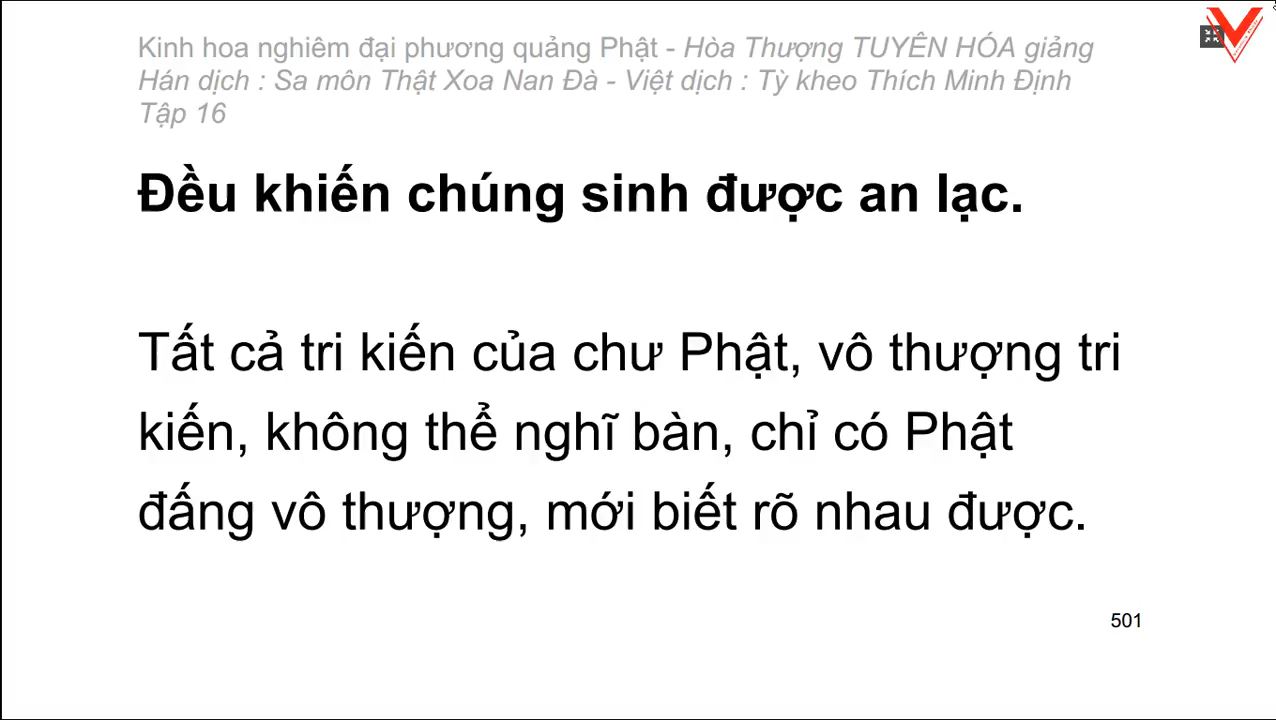 Kinh hoa nghiêm đại phương quảng Phật - Hòa Thượng TUYÊN HÓA giảng
Hán dịch : Sa môn Thật Xoa Nan Đà - Việt dịch : Tỳ kheo Thích Minh Định
Tập 16
Đều khiến chúng sinh được an lạc.
Tất cả tri kiến của chư Phật, vô thượng tri
kiến, không thể nghĩ bàn, chỉ có Phật
đấng vô thượng, mới biết rõ nhau được.
501